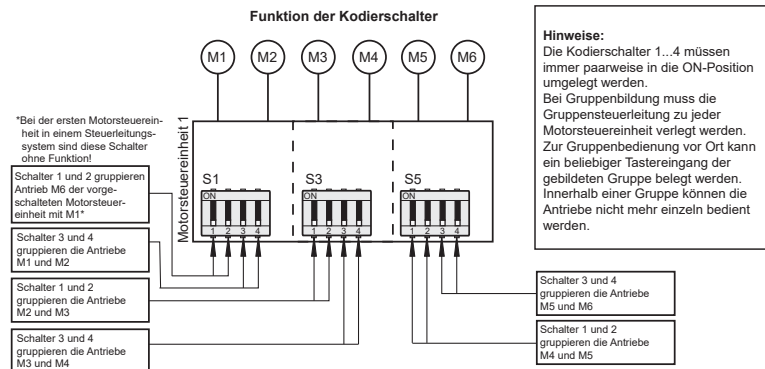 Funktion der Kodierschalter
M1 M2 M3 M4 M5 M6
Hinweise:
Die Kodierschalter 1...4 müssen
immer paarweise in die ON-Position
umgelegt werden.
Bei Gruppenbildung muss die
Gruppensteuerleitung zu jeder
Motorsteuereinheit verlegt werden.
Zur Gruppenbedienung vor Ort kann
ein beliebiger Tastereingang der
gebildeten Gruppe belegt werden.
Innerhalb einer Gruppe können die
Antriebe nicht mehr einzeln bedient
werden.
*Bei der ersten Motorsteuerein-
heit in einem Steuerleitungs-
system sind diese Schalter
ohne Funktion!
Motorsteuereinheit 1
S1 S3 S5
ON ON ON
1 2 3 4 1 2 3 4 1 2 3 4
Schalter 1 und 2 gruppieren
Antrieb M6 der vorge-
schalteten Motorsteuer-
einheit mit M1*
Schalter 3 und 4
gruppieren die Antriebe
M1 und M2
Schalter 1 und 2
gruppieren die Antriebe
M2 und M3
Schalter 3 und 4
gruppieren die Antriebe
M3 und M4
Schalter 3 und 4
gruppieren die Antriebe
M5 und M6
Schalter 1 und 2
gruppieren die Antriebe
M4 und M5